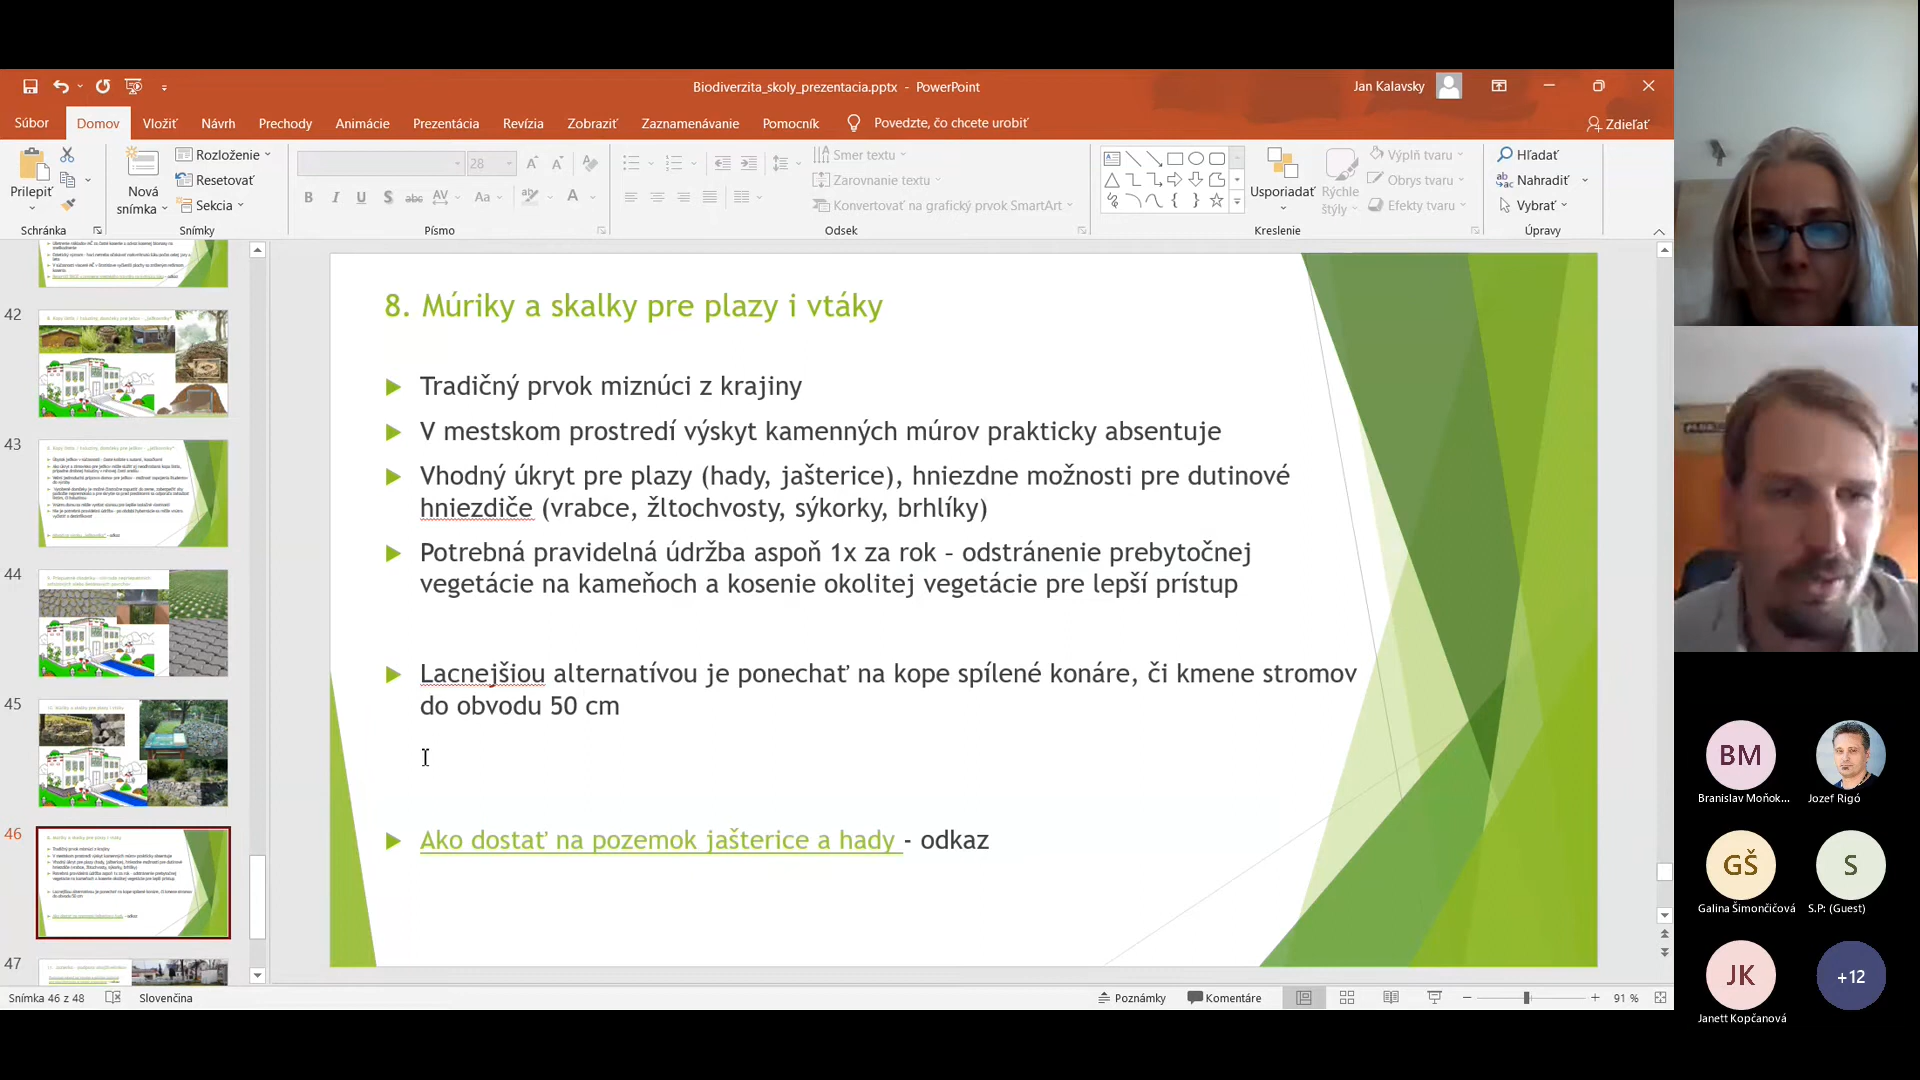 Biodiverzita_skoly_prezentacia.pptx - PowerPoint
Jan Kalavsky
Súbor Domov Vložiť Návrh Prechody Animácie Prezentácia Revízia Zobraziť Zaznamenávanie Pomocník Povedzte, čo chcete urobiť Zdieľať
Prilepiť
Schránka
Nová snímka
Rozloženie
Resetovať
Sekcia
Snímky
28
Písmo
Smer textu
Zarovnanie textu
Konvertovať na grafický prvok SmartArt
Odsek
Usporiadať
Rýchle štýly
Výplň tvaru
Obrys tvaru
Efekty tvaru
Kreslenie
Hľadať
Nahradiť
Vybrať
Úpravy
42
43
44
45
46
47
8. Múriky a skalky pre plazy i vtáky
Tradičný prvok miznúci z krajiny
V mestskom prostredí výskyt kamenných múrov prakticky absentuje
Vhodný úkryt pre plazy (hady, jašterice), hniezdne možnosti pre dutinové
hniezdiče (vrabce, žltochvosty, sýkorky, brhlíky)
Potrebná pravidelná údržba aspoň 1x za rok – odstránenie prebytočnej
vegetácie na kameňoch a kosenie okolitej vegetácie pre lepší prístup
Lacnejšiou alternatívou je ponechať na kope spílené konáre, či kmene stromov
do obvodu 50 cm
Ako dostať na pozemok jašterice a hady - odkaz
Snímka 46 z 48 Slovenčina Poznámky Komentáre 91 %
BM
Branislav Moňok...
Jozef Rigó
GŠ
Galina Šimončičová
S
S.P: (Guest)
JK
Janett Kopčanová
+12